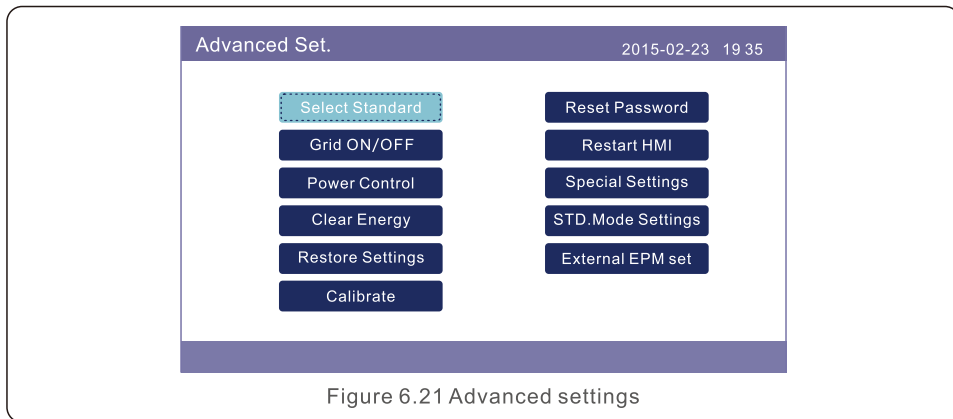 Advanced Set.
2015-02-23 19 35
Select Standard
Grid ON/OFF
Power Control
Clear Energy
Restore Settings
Calibrate
Reset Password
Restart HMI
Special Settings
STD.Mode Settings
External EPM set
Figure 6.21 Advanced settings